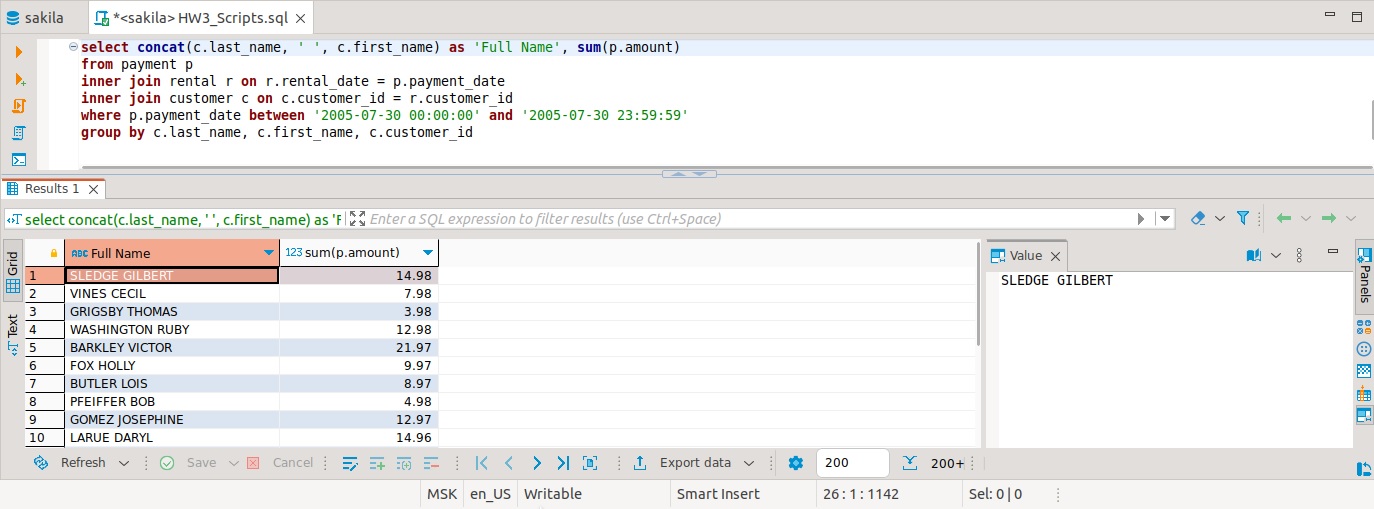 sakila
*<sakila> HW3_Scripts.sql
select concat(c.last_name, ' ', c.first_name) as 'Full Name', sum(p.amount)
from payment p
inner join rental r on r.rental_date = p.payment_date
inner join customer c on c.customer_id = r.customer_id
where p.payment_date between '2005-07-30 00:00:00' and '2005-07-30 23:59:59'
group by c.last_name, c.first_name, c.customer_id
Results 1
select concat(c.last_name, ' ', c.first_name) as 'F
Enter a SQL expression to filter results (use Ctrl+Space)
Grid
Text
ABC Full Name
123 sum(p.amount)
1 SLEDGE GILBERT 14.98
2 VINES CECIL 7.98
3 GRIGSBY THOMAS 3.98
4 WASHINGTON RUBY 12.98
5 BARKLEY VICTOR 21.97
6 FOX HOLLY 9.97
7 BUTLER LOIS 8.97
8 PFEIFFER BOB 4.98
9 GOMEZ JOSEPHINE 12.97
10 LARUE DARYL 14.96
Value
SLEDGE GILBERT
Panels
Refresh Save Cancel Export data 200 200+
MSK en_US Writable Smart Insert 26 : 1 : 1142 Sel: 0 | 0